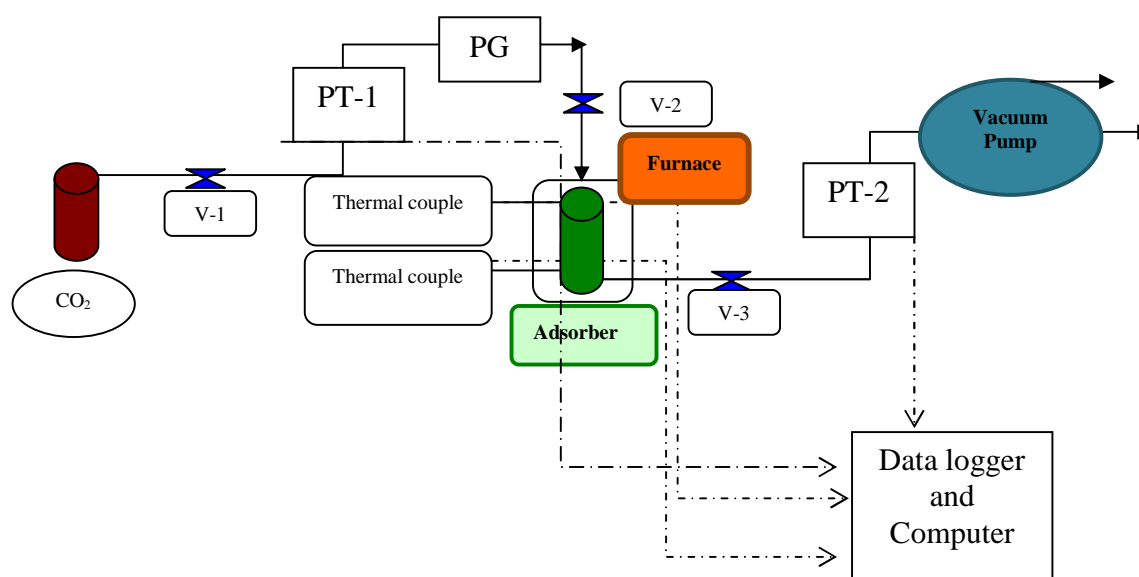 PG
PT-1
V-2
Vacuum
Pump
Furnace
PT-2
Thermal couple
V-1
Thermal couple
CO₂
V-3
Adsorber
Data logger
and
Computer